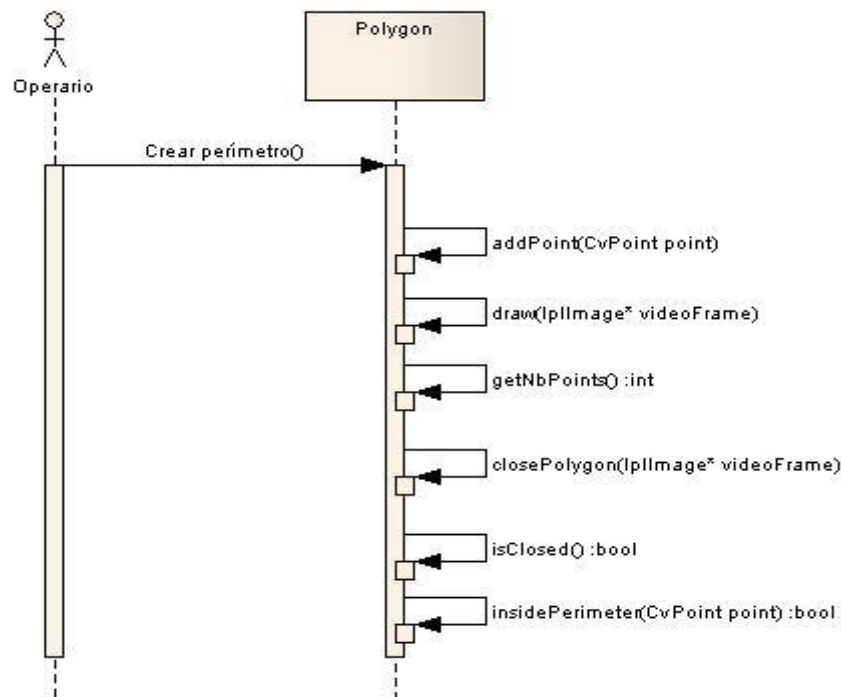 Polygon
Operario
Crear perímetro()
addPoint(CvPoint point)
draw(IplImage* videoFrame)
getNbPoints() :int
closePolygon(IplImage* videoFrame)
isClosed() :bool
insidePerimeter(CvPoint point) :bool